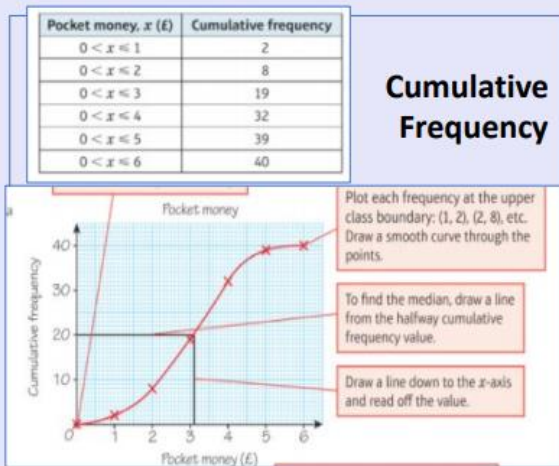 Pocket money, x (£) Cumulative frequency
0 < x ⩽ 1 2
0 < x ⩽ 2 8
0 < x ⩽ 3 19
0 < x ⩽ 4 32
0 < x ⩽ 5 39
0 < x ⩽ 6 40
Cumulative
Frequency
a
Pocket money
Cumulative frequency
40
30
20
10
0
1 2 3 4 5 6
Pocket money (£)
Plot each frequency at the upper
class boundary: (1, 2), (2, 8), etc.
Draw a smooth curve through the
points.
To find the median, draw a line
from the halfway cumulative
frequency value.
Draw a line down to the x-axis
and read off the value.